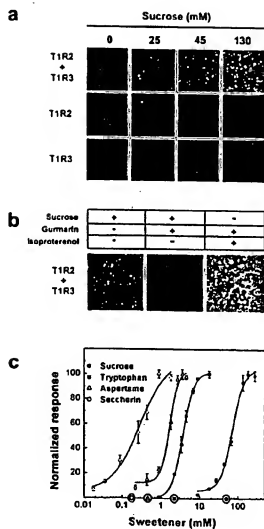 a
Sucrose (mM)
0 25 45 130
T1R2
+
T1R3
T1R2
T1R3
b
Sucrose + + -
Gurmarin - + +
Isoproterenol - - +
T1R2
+
T1R3
c
Sucrose
Tryptophan
Aspartame
Saccharin
Normalized response
100
80
60
40
20
0
0.01 0.1 1 10 100
Sweetener (mM)